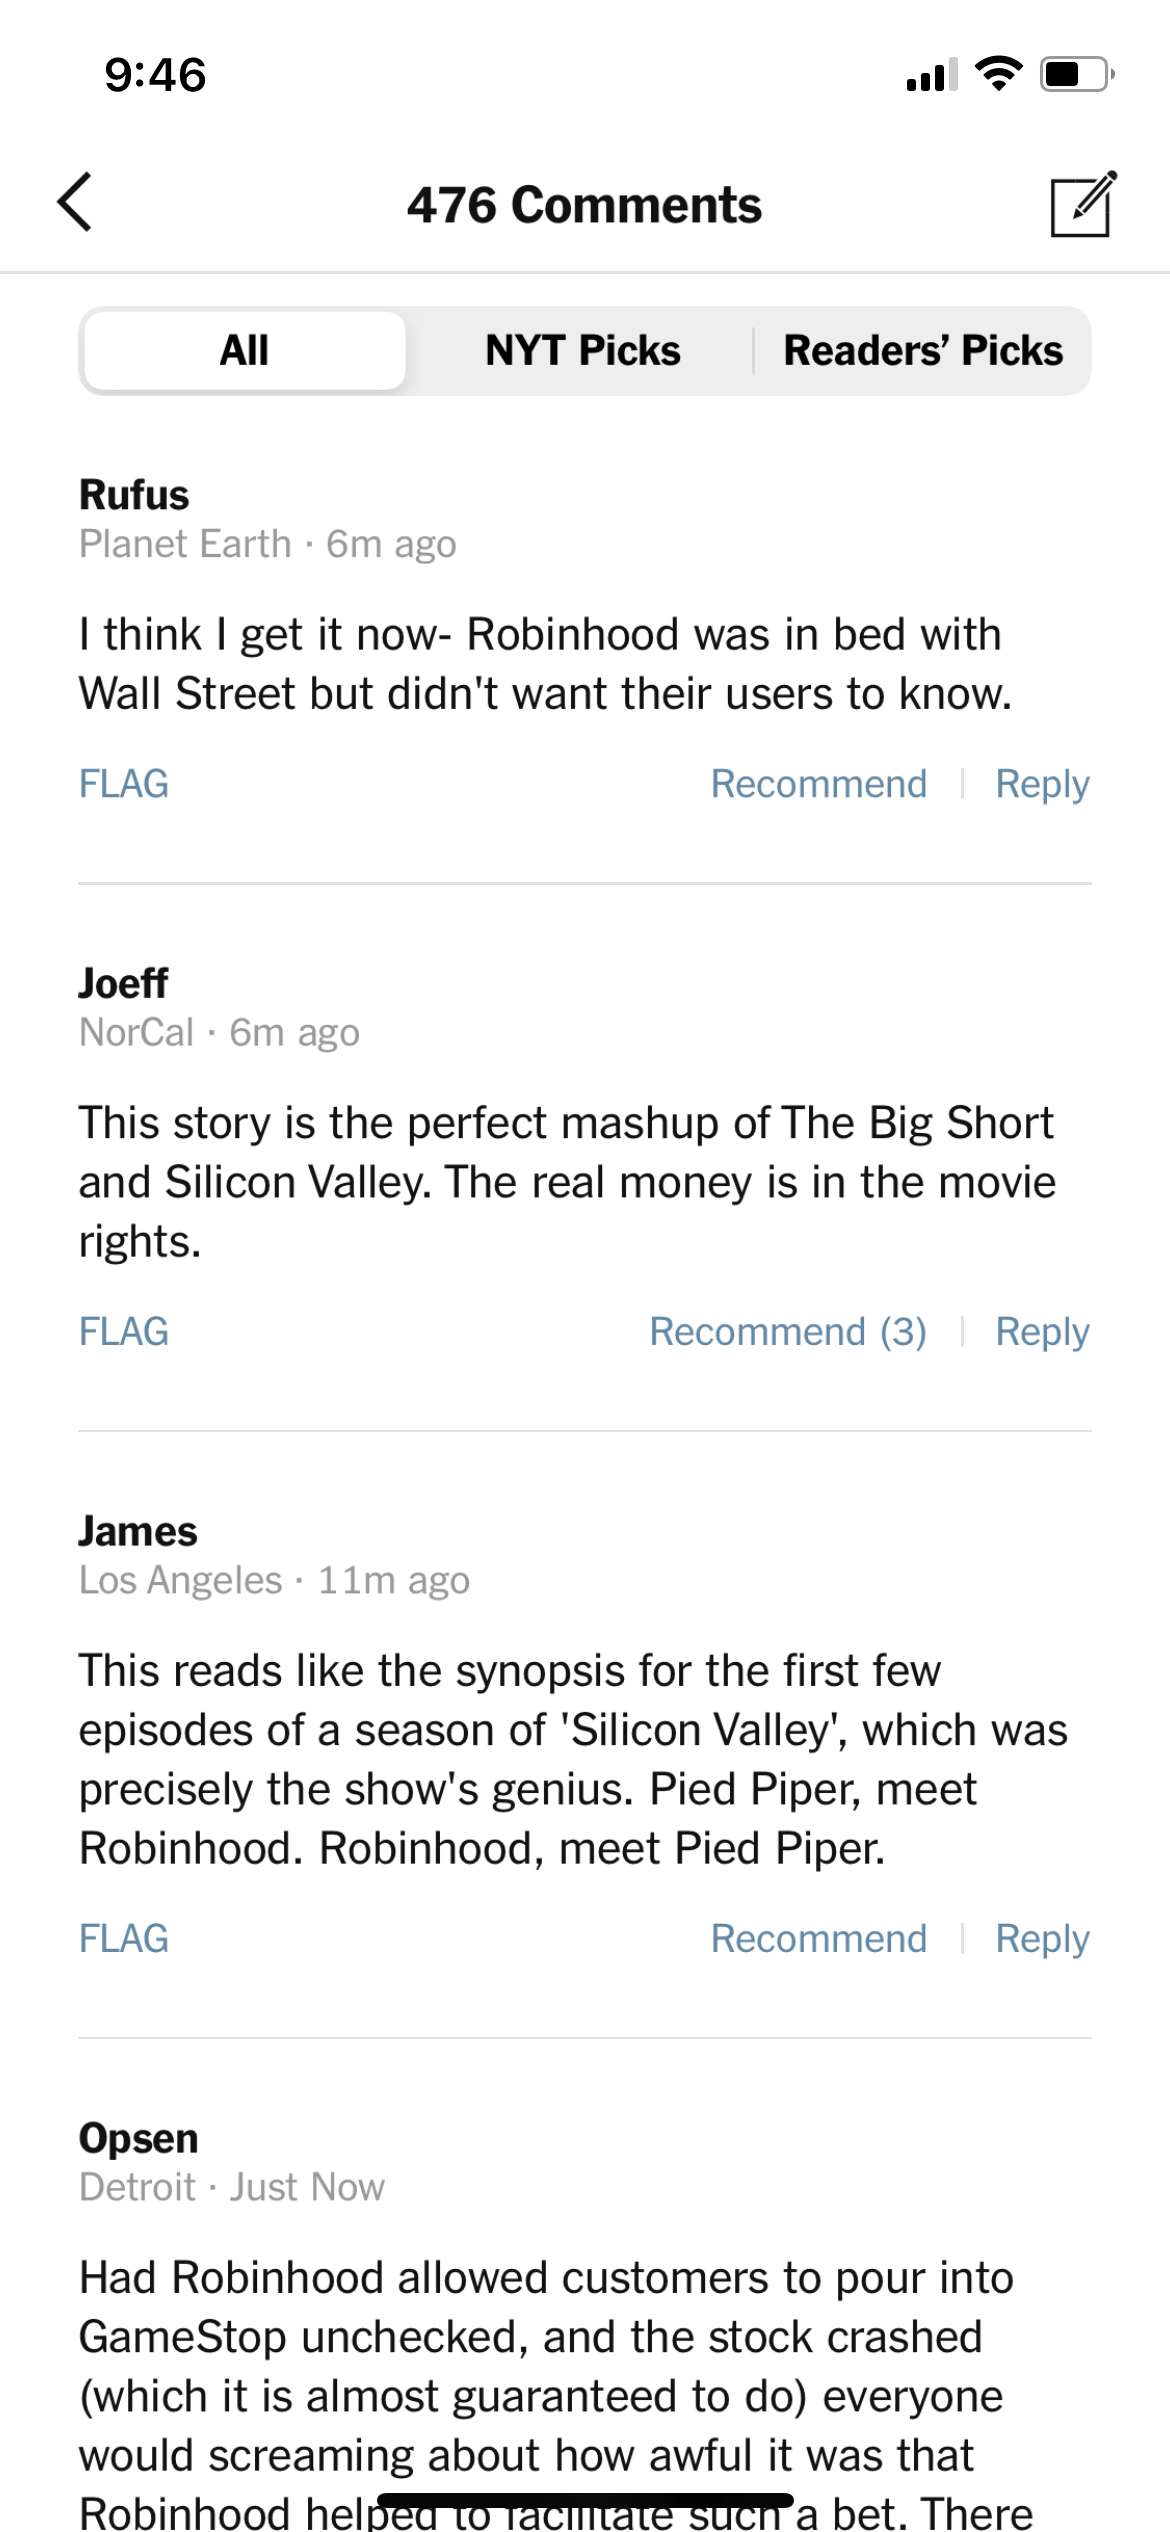 9:46
476 Comments
All
NYT Picks
Readers’ Picks
Rufus
Planet Earth · 6m ago
I think I get it now- Robinhood was in bed with
Wall Street but didn't want their users to know.
FLAG
Recommend
Reply
Joeff
NorCal · 6m ago
This story is the perfect mashup of The Big Short
and Silicon Valley. The real money is in the movie
rights.
FLAG
Recommend (3)
Reply
James
Los Angeles · 11m ago
This reads like the synopsis for the first few
episodes of a season of 'Silicon Valley', which was
precisely the show's genius. Pied Piper, meet
Robinhood. Robinhood, meet Pied Piper.
FLAG
Recommend
Reply
Opsen
Detroit · Just Now
Had Robinhood allowed customers to pour into
GameStop unchecked, and the stock crashed
(which it is almost guaranteed to do) everyone
would screaming about how awful it was that
Robinhood helped to facilitate such a bet. There